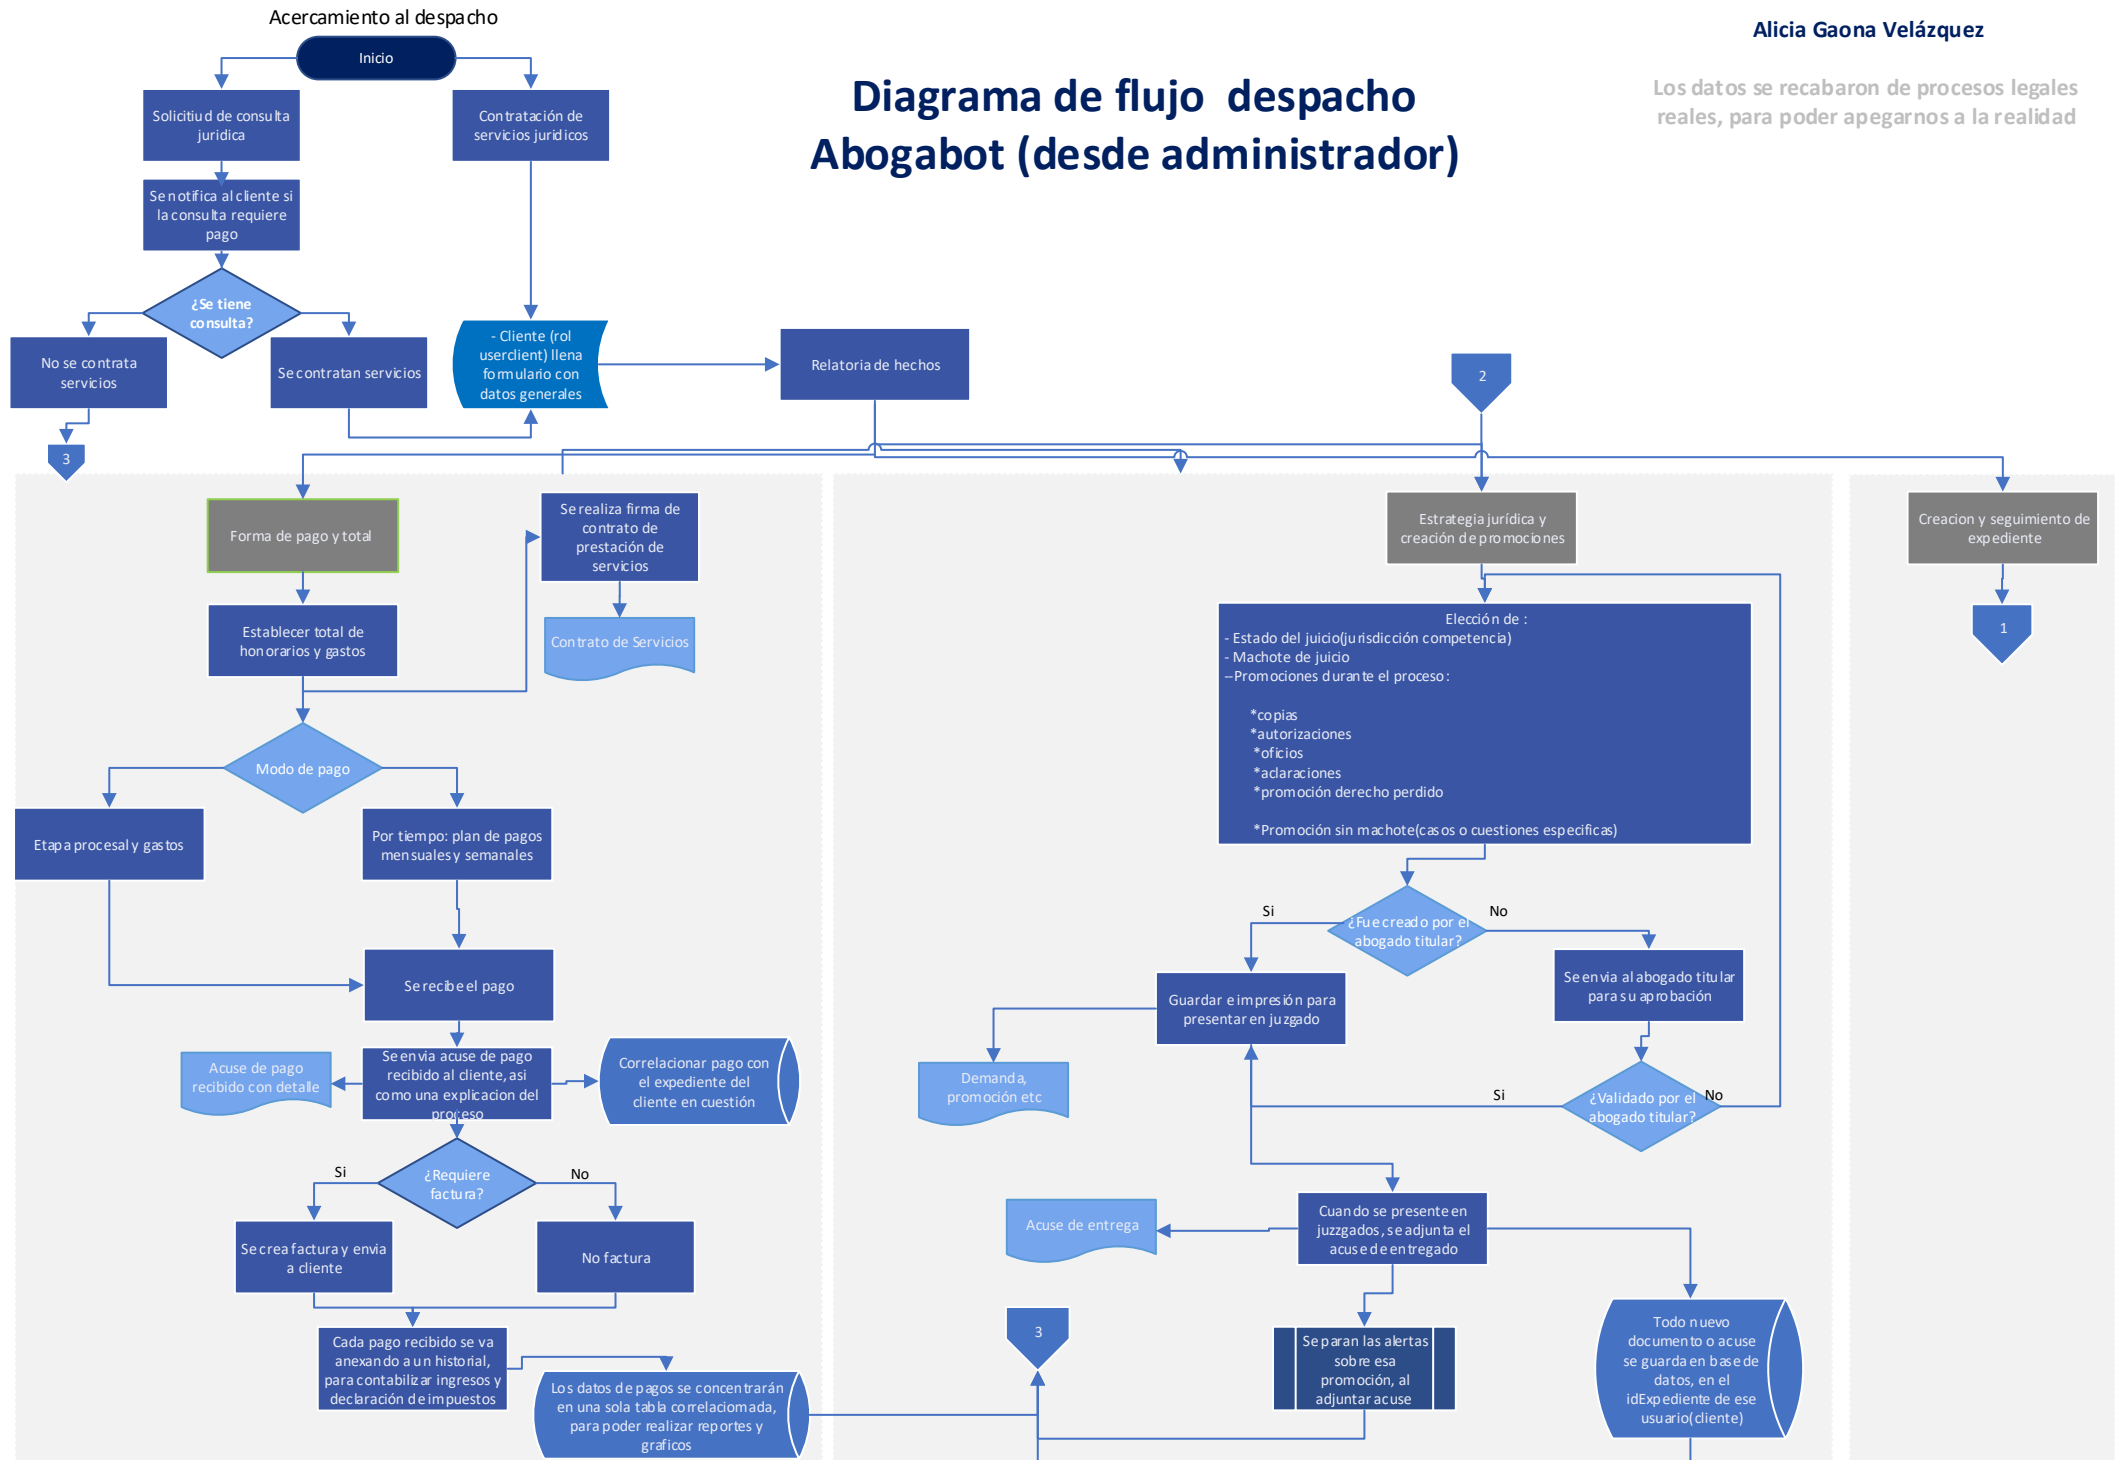 Acercamiento al despacho
Inicio
Alicia Gaona Velázquez
Diagrama de flujo  despacho
Abogabot (desde administrador)
Los datos se recabaron de procesos legales
reales, para poder apegarnos a la realidad
Solicitiud de consulta
juridica
Contratación de
servicios juridicos
Se notifica al cliente si
la consulta requiere
pago
¿Se tiene
consulta?
No se contrata
servicios
Se contratan servicios
- Cliente (rol
userclient) llena
formulario con
datos generales
Relatoria de hechos
2
3
Forma de pago y total
Se realiza firma de
contrato de
prestación de
servicios
Contrato de Servicios
Establecer total de
honorarios y gastos
Modo de pago
Etapa procesal y gastos
Por tiempo: plan de pagos
mensuales y semanales
Se recibe el pago
Acuse de pago
recibido con detalle
Se envia acuse de pago
recibido al cliente, asi
como una explicacion del
proceso
Correlacionar pago con
el expediente del
cliente en cuestión
¿Requiere
factura?
Si
No
Se crea factura y envia
a cliente
No factura
Cada pago recibido se va
anexando a un historial,
para contabilizar ingresos y
declaración de impuestos
Los datos de pagos se concentrarán
en una sola tabla correlaciomada,
para poder realizar reportes y
graficos
Estrategia jurídica y
creación de promociones
Elección de :
- Estado del juicio(jurisdicción competencia)
- Machote de juicio
--Promociones durante el proceso:
*copias
*autorizaciones
*oficios
*aclaraciones
*promoción derecho perdido
*Promoción sin machote(casos o cuestiones especificas)
¿Fue creado por el
abogado titular?
Si
No
Guardar e impresión para
presentar en juzgado
Se envia al abogado titular
para su aprobación
Demanda,
promoción etc
¿Validado por el
abogado titular?
Si
No
Acuse de entrega
Cuando se presente en
juzzgados, se adjunta el
acuse de entregado
3
Se paran las alertas
sobre esa
promoción, al
adjuntar acuse
Todo nuevo
documento o acuse
se guarda en base de
datos, en el
idExpediente de ese
usuario(cliente)
Creacion y seguimiento de
expediente
1